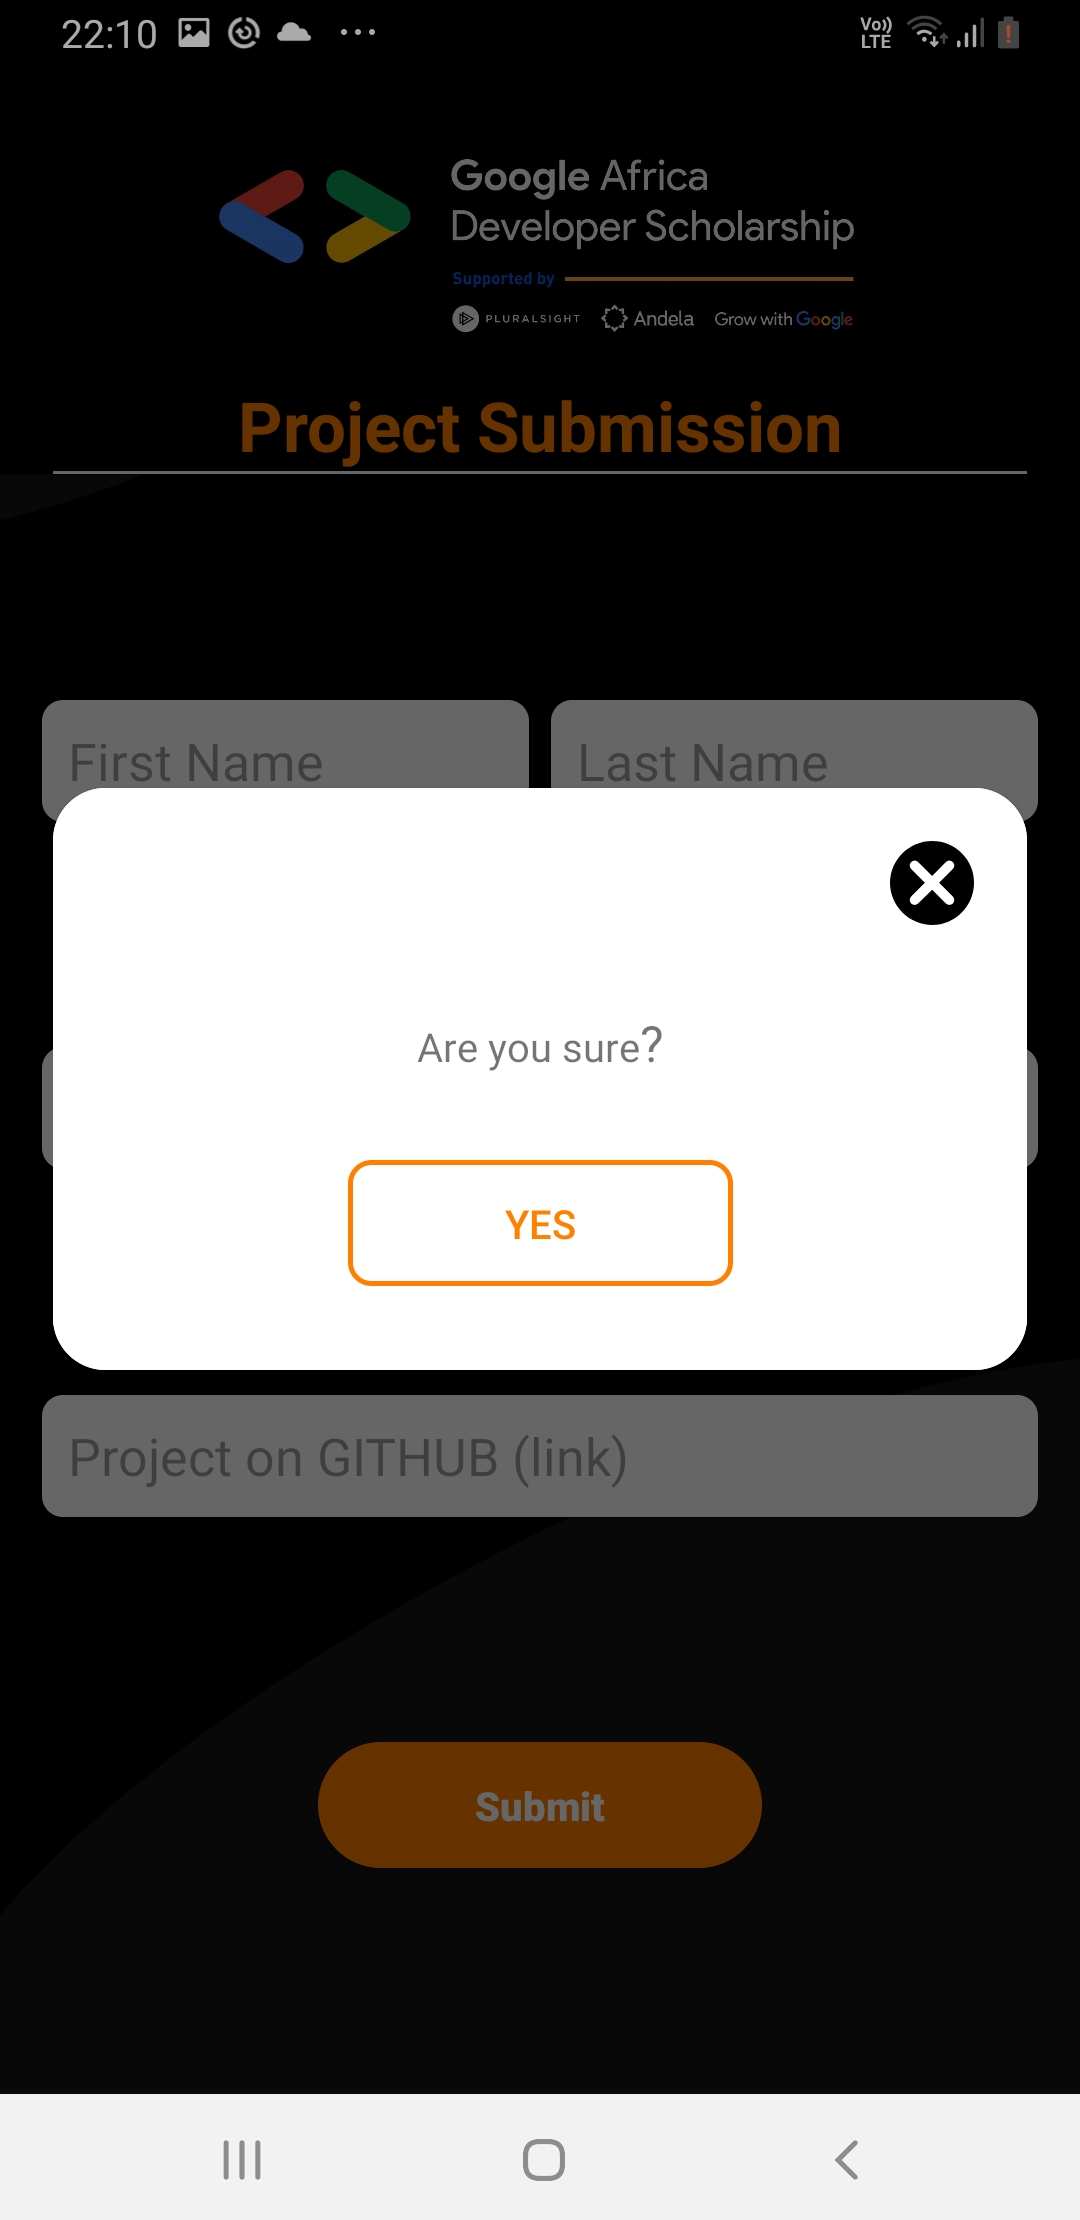 22:10
Vo)) LTE
Google Africa
Developer Scholarship
Supported by
PLURALSIGHT Andela Grow with Google
Project Submission
First Name Last Name
Are you sure?
YES
Project on GITHUB (link)
Submit